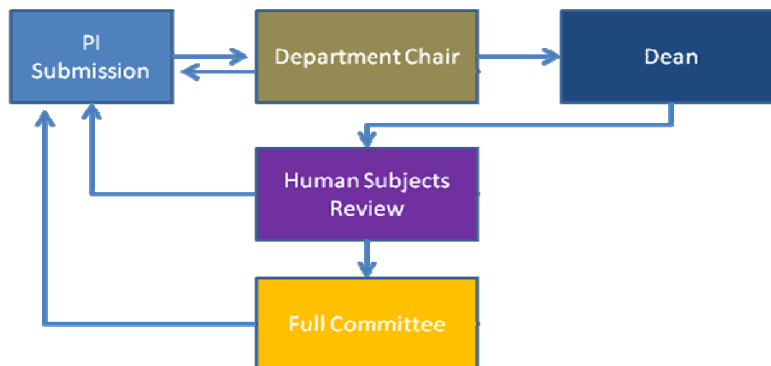 PI
Submission
Department Chair
Dean
Human Subjects
Review
Full Committee